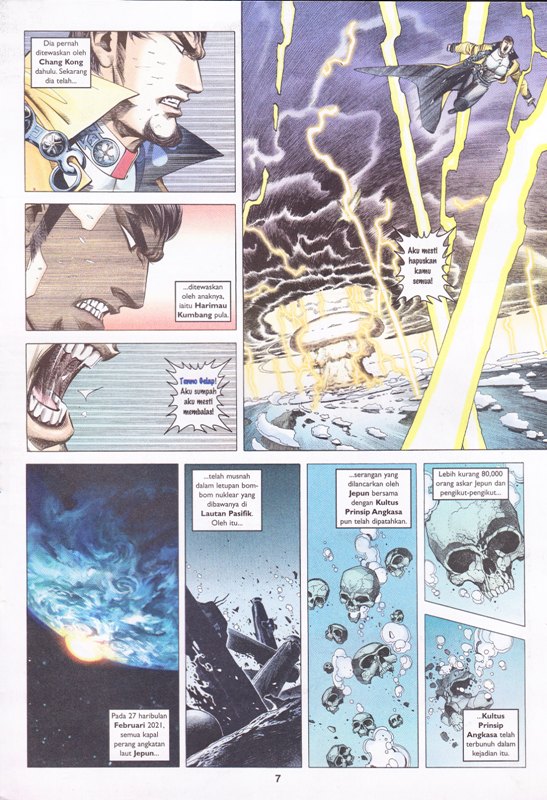 Dia pernah
ditewaskan oleh
Chang Kong
dahulu. Sekarang
dia telah...
...ditewaskan
oleh anaknya,
iaitu Harimau
Kumbang pula.
Tenno Gelap!
Aku sumpah
aku mesti
membalas!
Aku mesti
hapuskan
kamu
semua!
Pada 27 haribulan
Februari 2021,
semua kapal
perang angkatan
laut Jepun...
...telah musnah
dalam letupan bom-
bom nuklear yang
dibawanya di
Lautan Pasifik.
Oleh itu...
...serangan yang
dilancarkan oleh
Jepun bersama
dengan Kultus
Prinsip Angkasa
pun telah dipatahkan.
Lebih kurang 80,000
orang askar Jepun dan
pengikut-pengikut...
...Kultus
Prinsip
Angkasa telah
terbunuh dalam
kejadian itu.
7